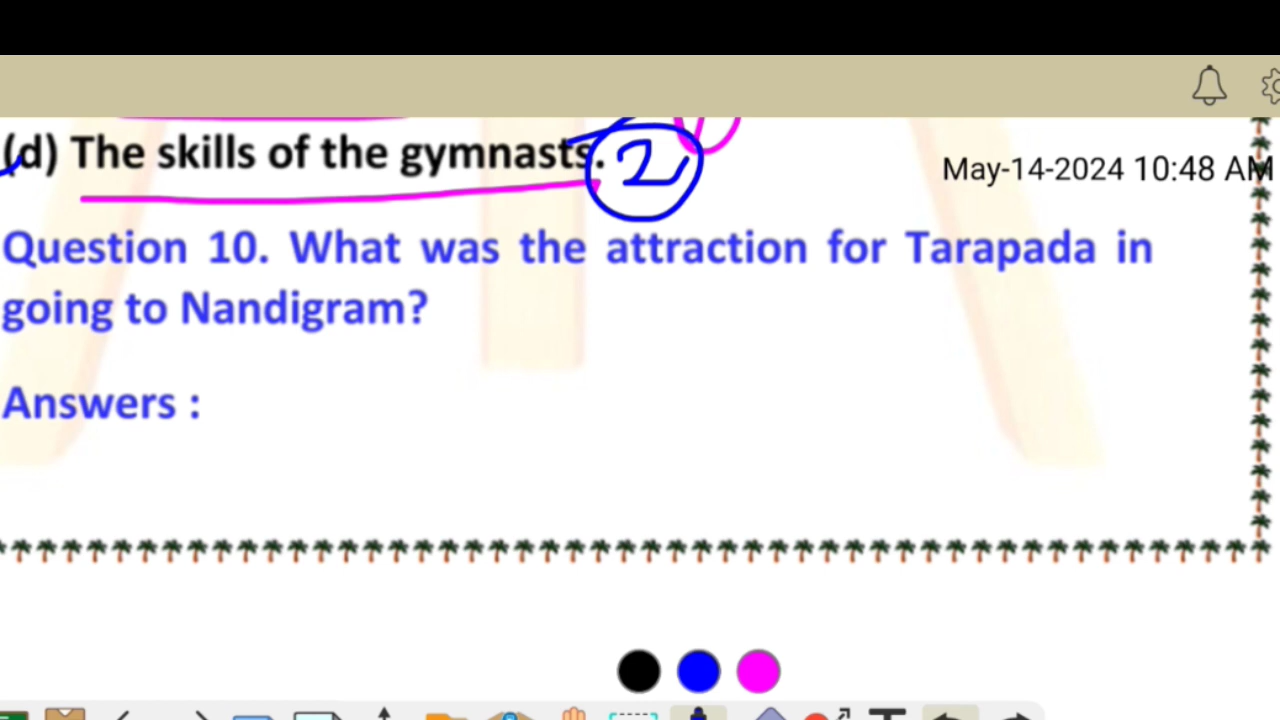 (d) The skills of the gymnasts. 2
May-14-2024 10:48 AM
Question 10. What was the attraction for Tarapada in
going to Nandigram?
Answers :